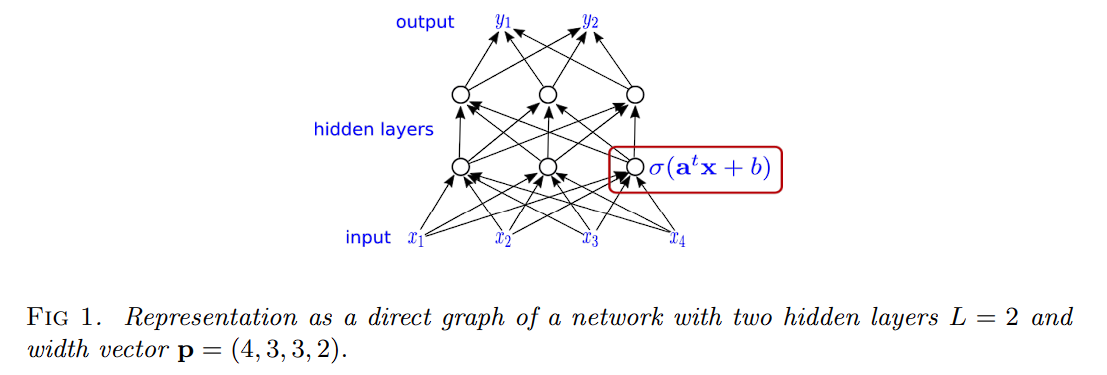 output y₁ y₂
hidden layers
σ(aᵗx + b)
input x₁ x₂ x₃ x₄
FIG 1. Representation as a direct graph of a network with two hidden layers L = 2 and
width vector p = (4, 3, 3, 2).